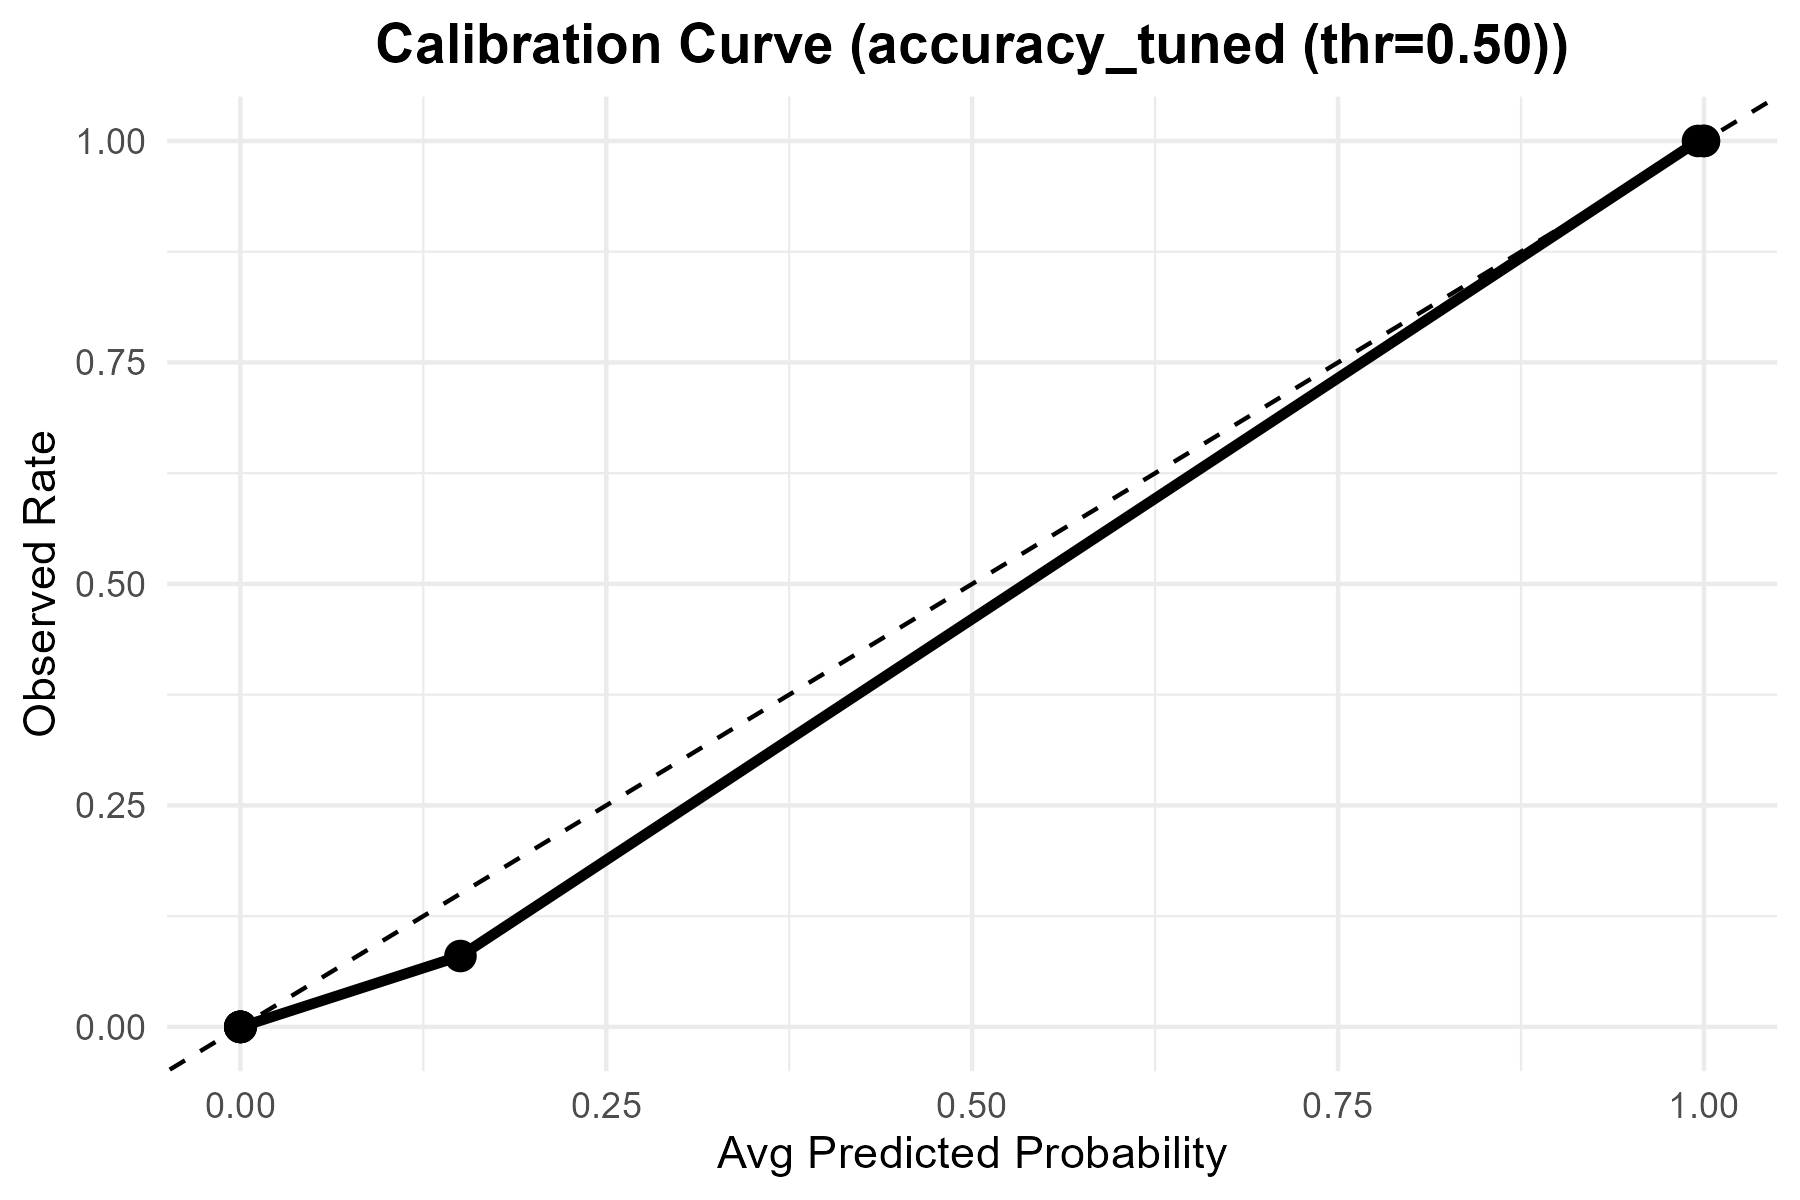 Calibration Curve (accuracy_tuned (thr=0.50))
1.00
0.75
0.50
0.25
0.00
Observed Rate
0.00 0.25 0.50 0.75 1.00
Avg Predicted Probability